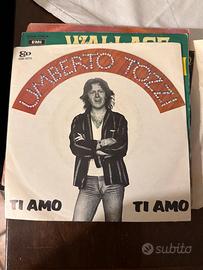 EMI
WALLACE
UMBERTO TOZZI
TI AMO
TI AMO
subito